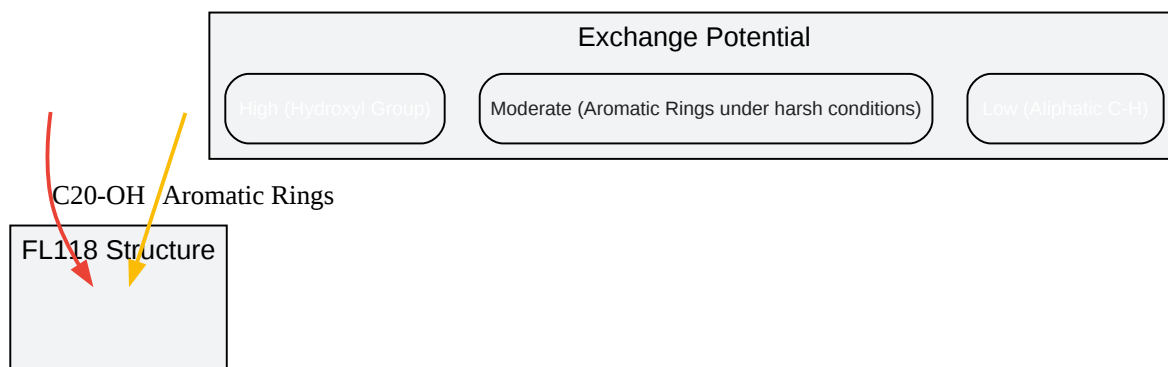 Exchange Potential
High (Hydroxyl Group)
Moderate (Aromatic Rings under harsh conditions)
Low (Aliphatic C-H)
C20-OH
Aromatic Rings
FL118 Structure